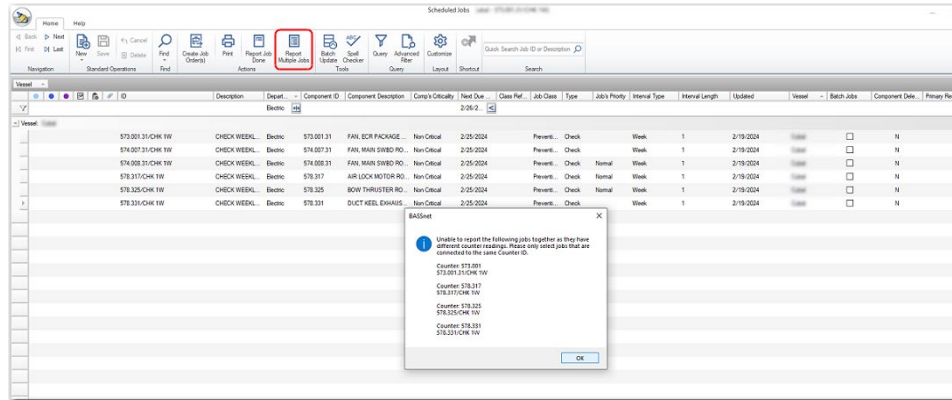 Scheduled Jobs
Home Help
Back Next
First Last
Navigation
New Save Cancel Delete
Standard Operations
Find
Find
Create Job Order(s) Print Report Job Done Report Multiple Jobs
Actions
Batch Update Spell Checker
Tools
Query Advanced Filter
Query
Customize
Layout
Shortcut
Quick Search Job ID or Description
Search
Vessel
ID Description Depart... Component ID Component Description Comp's Criticality Next Due ... Class Ref... Job Class Type Job's Priority Interval Type Interval Length Updated Vessel Batch Jobs Component Dele... Primary Re
Electric 2/26/2...
Vessel:
573.001.31/CHK 1W CHECK WEEKL... Electric 573.001.31 FAN, ECR PACKAGE ... Non Critical 2/25/2024 Preventi... Check Week 1 2/19/2024 N
574.007.31/CHK 1W CHECK WEEKL... Electric 574.007.31 FAN, MAIN SWBD RO... Non Critical 2/25/2024 Preventi... Check Week 1 2/19/2024 N
574.008.31/CHK 1W CHECK WEEKL... Electric 574.008.31 FAN, MAIN SWBD RO... Non Critical 2/25/2024 Preventi... Check Normal Week 1 2/19/2024 N
578.317/CHK 1W CHECK WEEKL... Electric 578.317 AIR LOCK MOTOR RO... Non Critical 2/25/2024 Preventi... Check Normal Week 1 2/19/2024 N
578.325/CHK 1W CHECK WEEKL... Electric 578.325 BOW THRUSTER RO... Non Critical 2/25/2024 Preventi... Check Normal Week 1 2/19/2024 N
578.331/CHK 1W CHECK WEEKL... Electric 578.331 DUCT KEEL EXHAUS... Non Critical 2/25/2024 Preventi... Check Week 1 2/19/2024 N
BASSnet
Unable to report the following jobs together as they have
different counter readings. Please only select jobs that are
connected to the same Counter ID.
Counter: 573.001
573.001.31/CHK 1W
Counter: 578.317
578.317/CHK 1W
Counter: 578.325
578.325/CHK 1W
Counter: 578.331
578.331/CHK 1W
OK